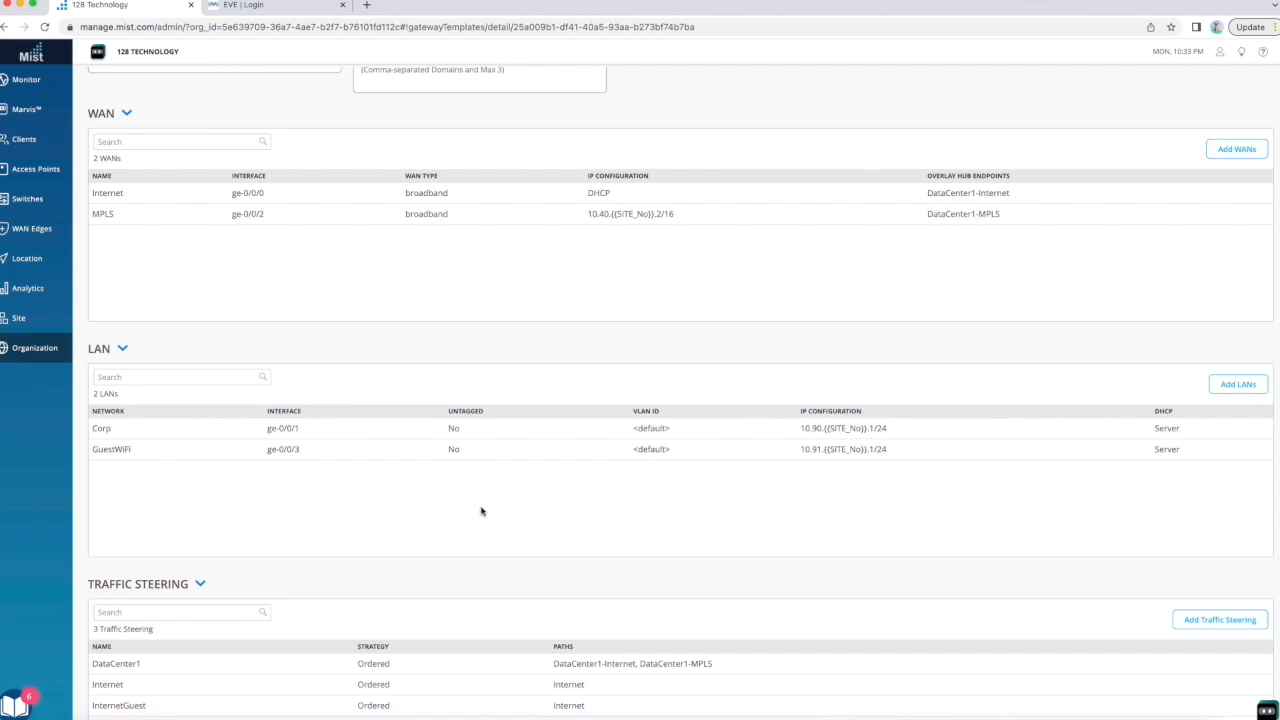 128 Technology
EVE | Login
manage.mist.com/admin/?org_id=5e639709-36a7-4ae7-b2f7-b76101fd112c#!gatewayTemplates/detail/25a009b1-df41-40a5-93aa-b273bf74b7ba
Update
Mist
128 TECHNOLOGY
MON, 10:33 PM
Monitor
Marvis™
Clients
Access Points
Switches
WAN Edges
Location
Analytics
Site
Organization
6
(Comma-separated Domains and Max 3)
WAN
Search
Add WANs
2 WANs
NAME INTERFACE WAN TYPE IP CONFIGURATION OVERLAY HUB ENDPOINTS
Internet ge-0/0/0 broadband DHCP DataCenter1-Internet
MPLS ge-0/0/2 broadband 10.40.{{SITE_No}}.2/16 DataCenter1-MPLS
LAN
Search
Add LANs
2 LANs
NETWORK INTERFACE UNTAGGED VLAN ID IP CONFIGURATION DHCP
Corp ge-0/0/1 No <default> 10.90.{{SITE_No}}.1/24 Server
GuestWiFi ge-0/0/3 No <default> 10.91.{{SITE_No}}.1/24 Server
TRAFFIC STEERING
Search
Add Traffic Steering
3 Traffic Steering
NAME STRATEGY PATHS
DataCenter1 Ordered DataCenter1-Internet, DataCenter1-MPLS
Internet Ordered Internet
InternetGuest Ordered Internet